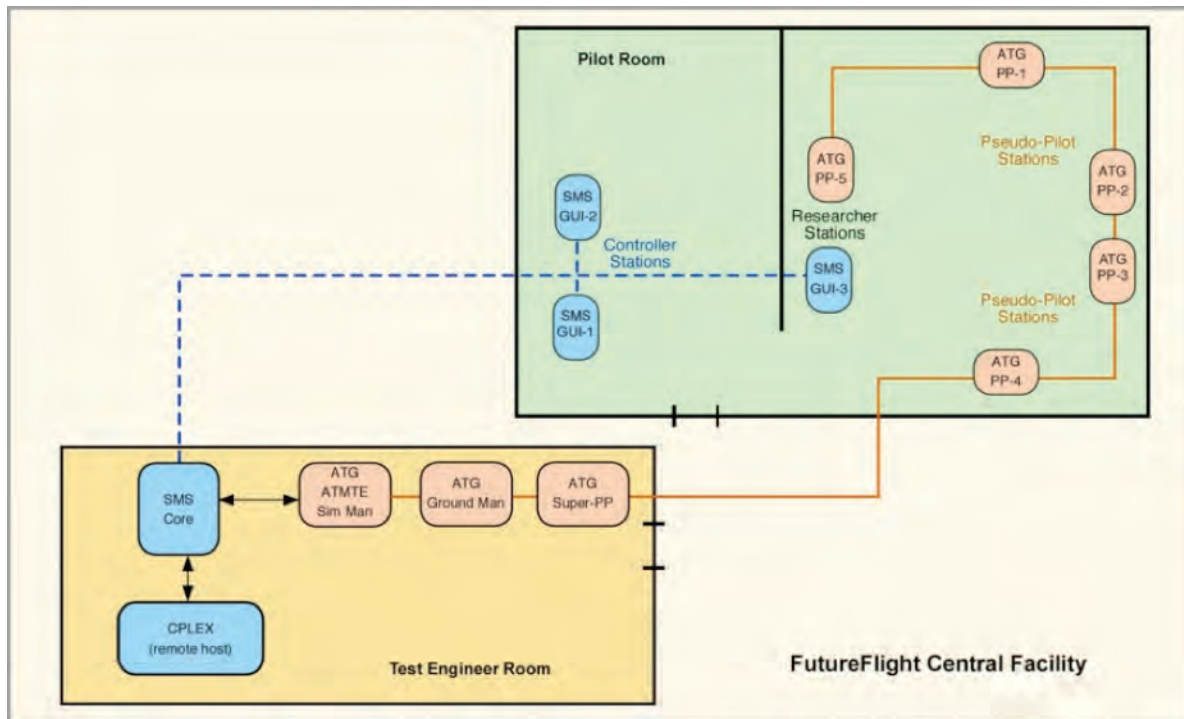 Pilot Room
ATG
PP-1
Pseudo-Pilot
Stations
ATG
PP-5
ATG
PP-2
SMS
GUI-2
Researcher
Stations
Controller
Stations
SMS
GUI-3
ATG
PP-3
SMS
GUI-1
Pseudo-Pilot
Stations
ATG
PP-4
SMS
Core
ATG
ATMTE
Sim Man
ATG
Ground Man
ATG
Super-PP
CPLEX
(remote host)
Test Engineer Room
FutureFlight Central Facility